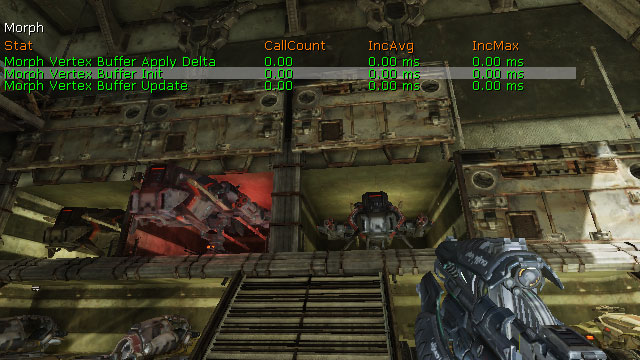 Morph
Stat CallCount IncAvg IncMax
Morph Vertex Buffer Apply Delta 0.00 0.00 ms 0.00 ms
Morph Vertex Buffer Init 0.00 0.00 ms 0.00 ms
Morph Vertex Buffer Update 0.00 0.00 ms 0.00 ms